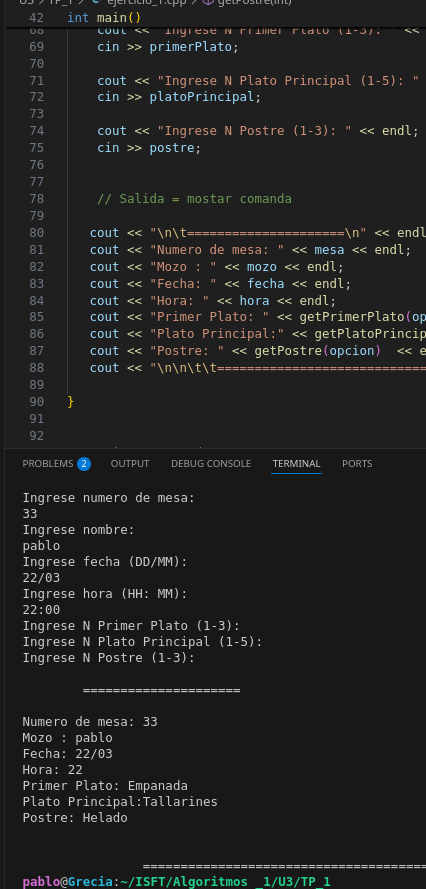 U3 > TP_1 > ejercicio_1.cpp > getPostre(int)
42 int main()
68 cout << "Ingrese N Primer Plato (1-3): " <<
69 cin >> primerPlato;
70
71 cout << "Ingrese N Plato Principal (1-5): "
72 cin >> platoPrincipal;
73
74 cout << "Ingrese N Postre (1-3): " << endl;
75 cin >> postre;
76
77
78 // Salida = mostar comanda
79
80 cout << "\n\t=====================\n" << endl
81 cout << "Numero de mesa: " << mesa << endl;
82 cout << "Mozo : " << mozo << endl;
83 cout << "Fecha: " << fecha << endl;
84 cout << "Hora: " << hora << endl;
85 cout << "Primer Plato: " << getPrimerPlato(op
86 cout << "Plato Principal:" << getPlatoPrincip
87 cout << "Postre: " << getPostre(opcion)  << e
88 cout << "\n\n\t\t============================
89
90 }
91
92
PROBLEMS 2 OUTPUT DEBUG CONSOLE TERMINAL PORTS
Ingrese numero de mesa:
33
Ingrese nombre:
pablo
Ingrese fecha (DD/MM):
22/03
Ingrese hora (HH: MM):
22:00
Ingrese N Primer Plato (1-3):
Ingrese N Plato Principal (1-5):
Ingrese N Postre (1-3):
=====================
Numero de mesa: 33
Mozo : pablo
Fecha: 22/03
Hora: 22
Primer Plato: Empanada
Plato Principal:Tallarines
Postre: Helado
======================================
pablo@Grecia:~/ISFT/Algoritmos _1/U3/TP_1